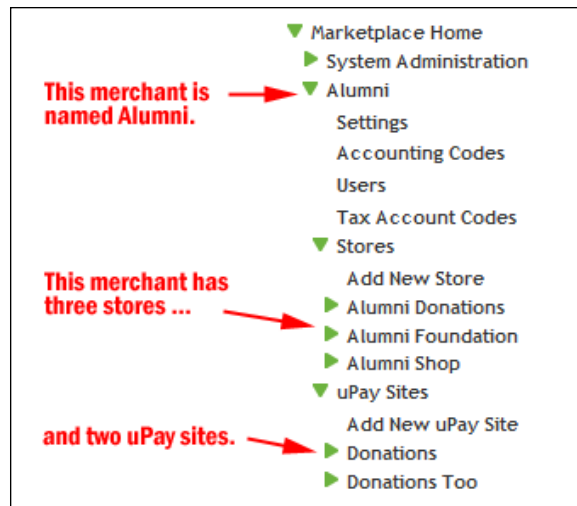 Marketplace Home
System Administration
This merchant is
named Alumni.
Alumni
Settings
Accounting Codes
Users
Tax Account Codes
Stores
Add New Store
This merchant has
three stores ...
Alumni Donations
Alumni Foundation
Alumni Shop
uPay Sites
Add New uPay Site
and two uPay sites.
Donations
Donations Too